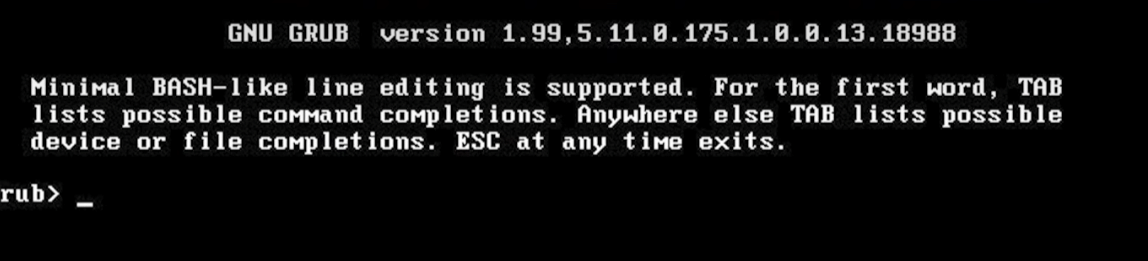 GNU GRUB version 1.99,5.11.0.175.1.0.0.13.18988
Minimal BASH-like line editing is supported. For the first word, TAB
lists possible command completions. Anywhere else TAB lists possible
device or file completions. ESC at any time exits.
rub> _